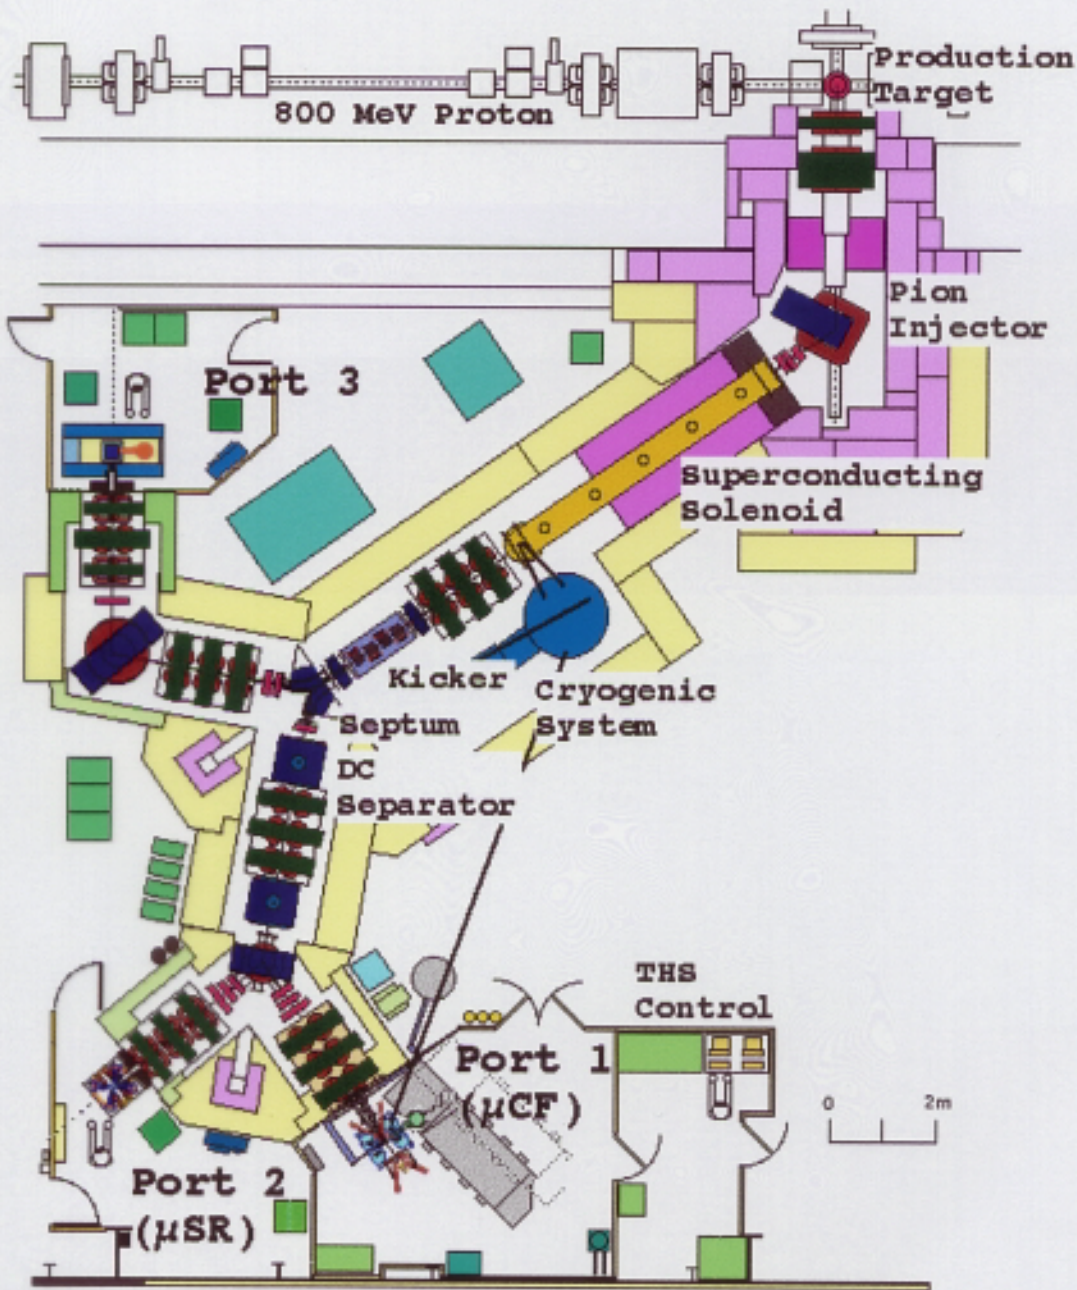 Production
Target
800 MeV Proton
Pion
Injector
Port 3
Superconducting
Solenoid
Kicker
Cryogenic
System
Septum
DC
Separator
THS
Control
Port 1
(μCF)
0 2m
Port 2
(μSR)